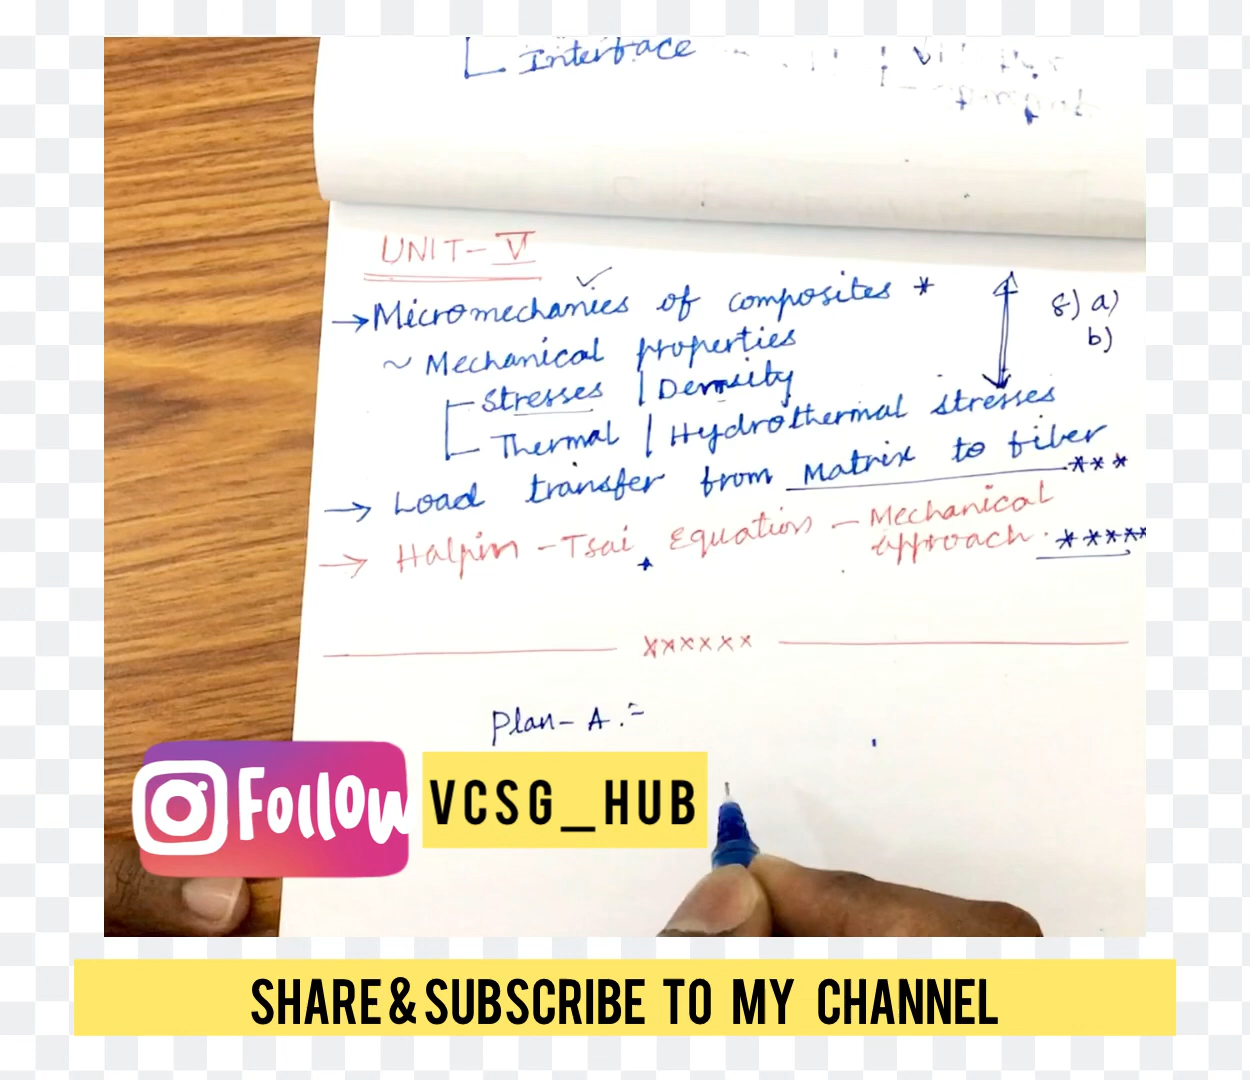 Interface
UNIT- V
→ Micromechanics of composites *
~ Mechanical properties
Stresses | Density
Thermal | Hydrothermal stresses
→ Load transfer from Matrix to fiber ***
→ Halpin - Tsai Equation - Mechanical
approach. *****
8) a)
b)
xxxxxx
Plan- A :-
Follow
VCSG_HUB
SHARE & SUBSCRIBE TO MY CHANNEL